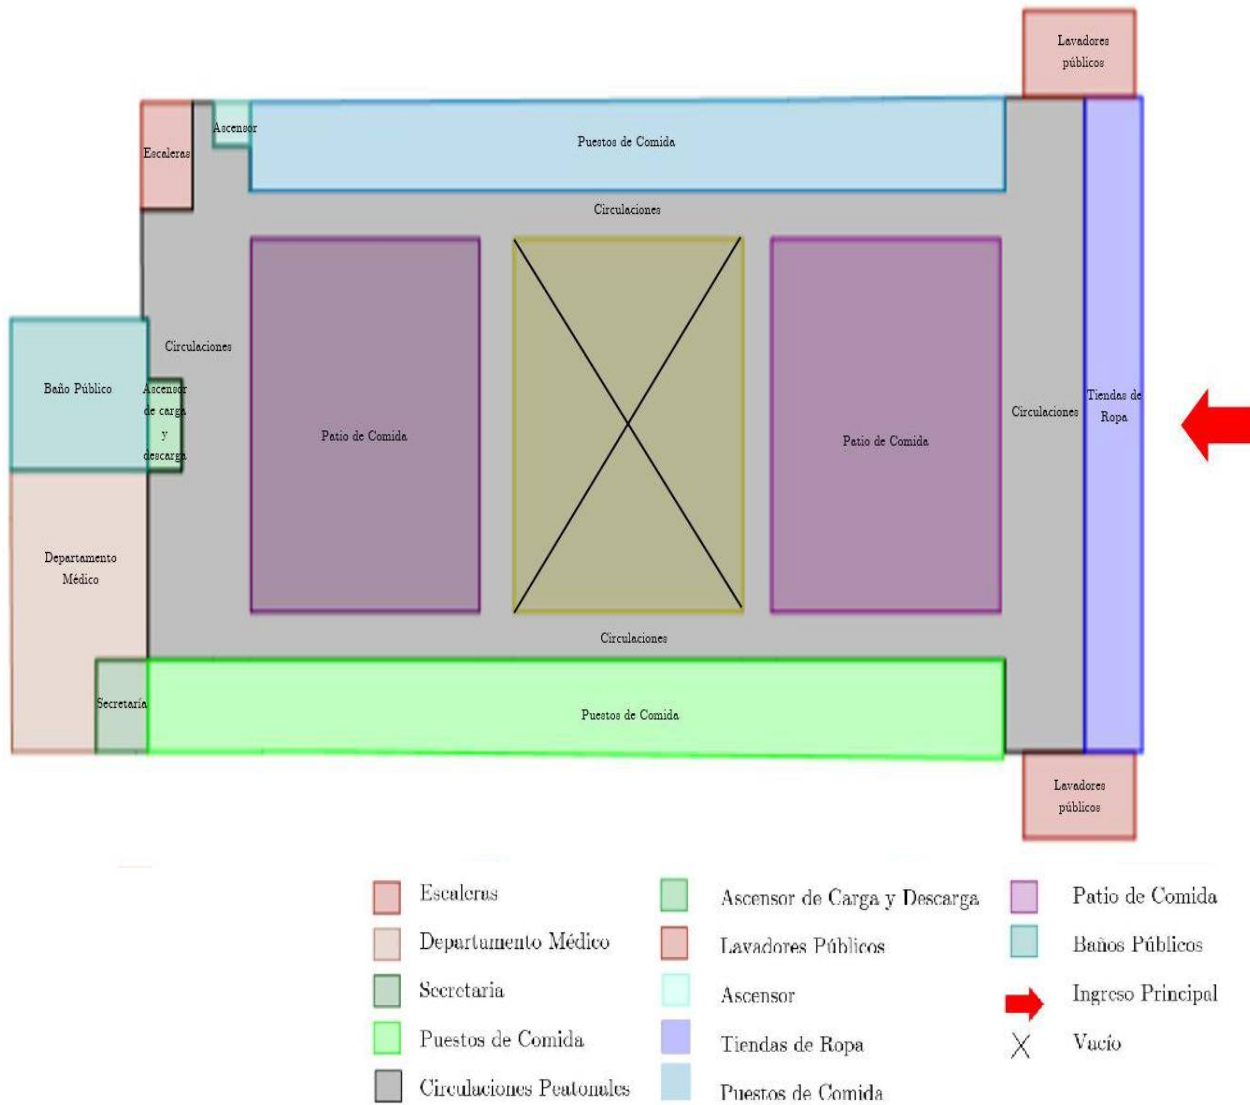 Lavadores
públicos
Ascensor
Escaleras
Puestos de Comida
Circulaciones
Circulaciones
Baño Público
Ascensor
de carga
y
descarga
Patio de Comida
Patio de Comida
Circulaciones
Tiendas de
Ropa
Departamento
Médico
Circulaciones
Secretaría
Puestos de Comida
Lavadores
públicos
Escaleras
Departamento Médico
Secretaria
Puestos de Comida
Circulaciones Peatonales
Ascensor de Carga y Descarga
Lavadores Públicos
Ascensor
Tiendas de Ropa
Puestos de Comida
Patio de Comida
Baños Públicos
Ingreso Principal
Vacío